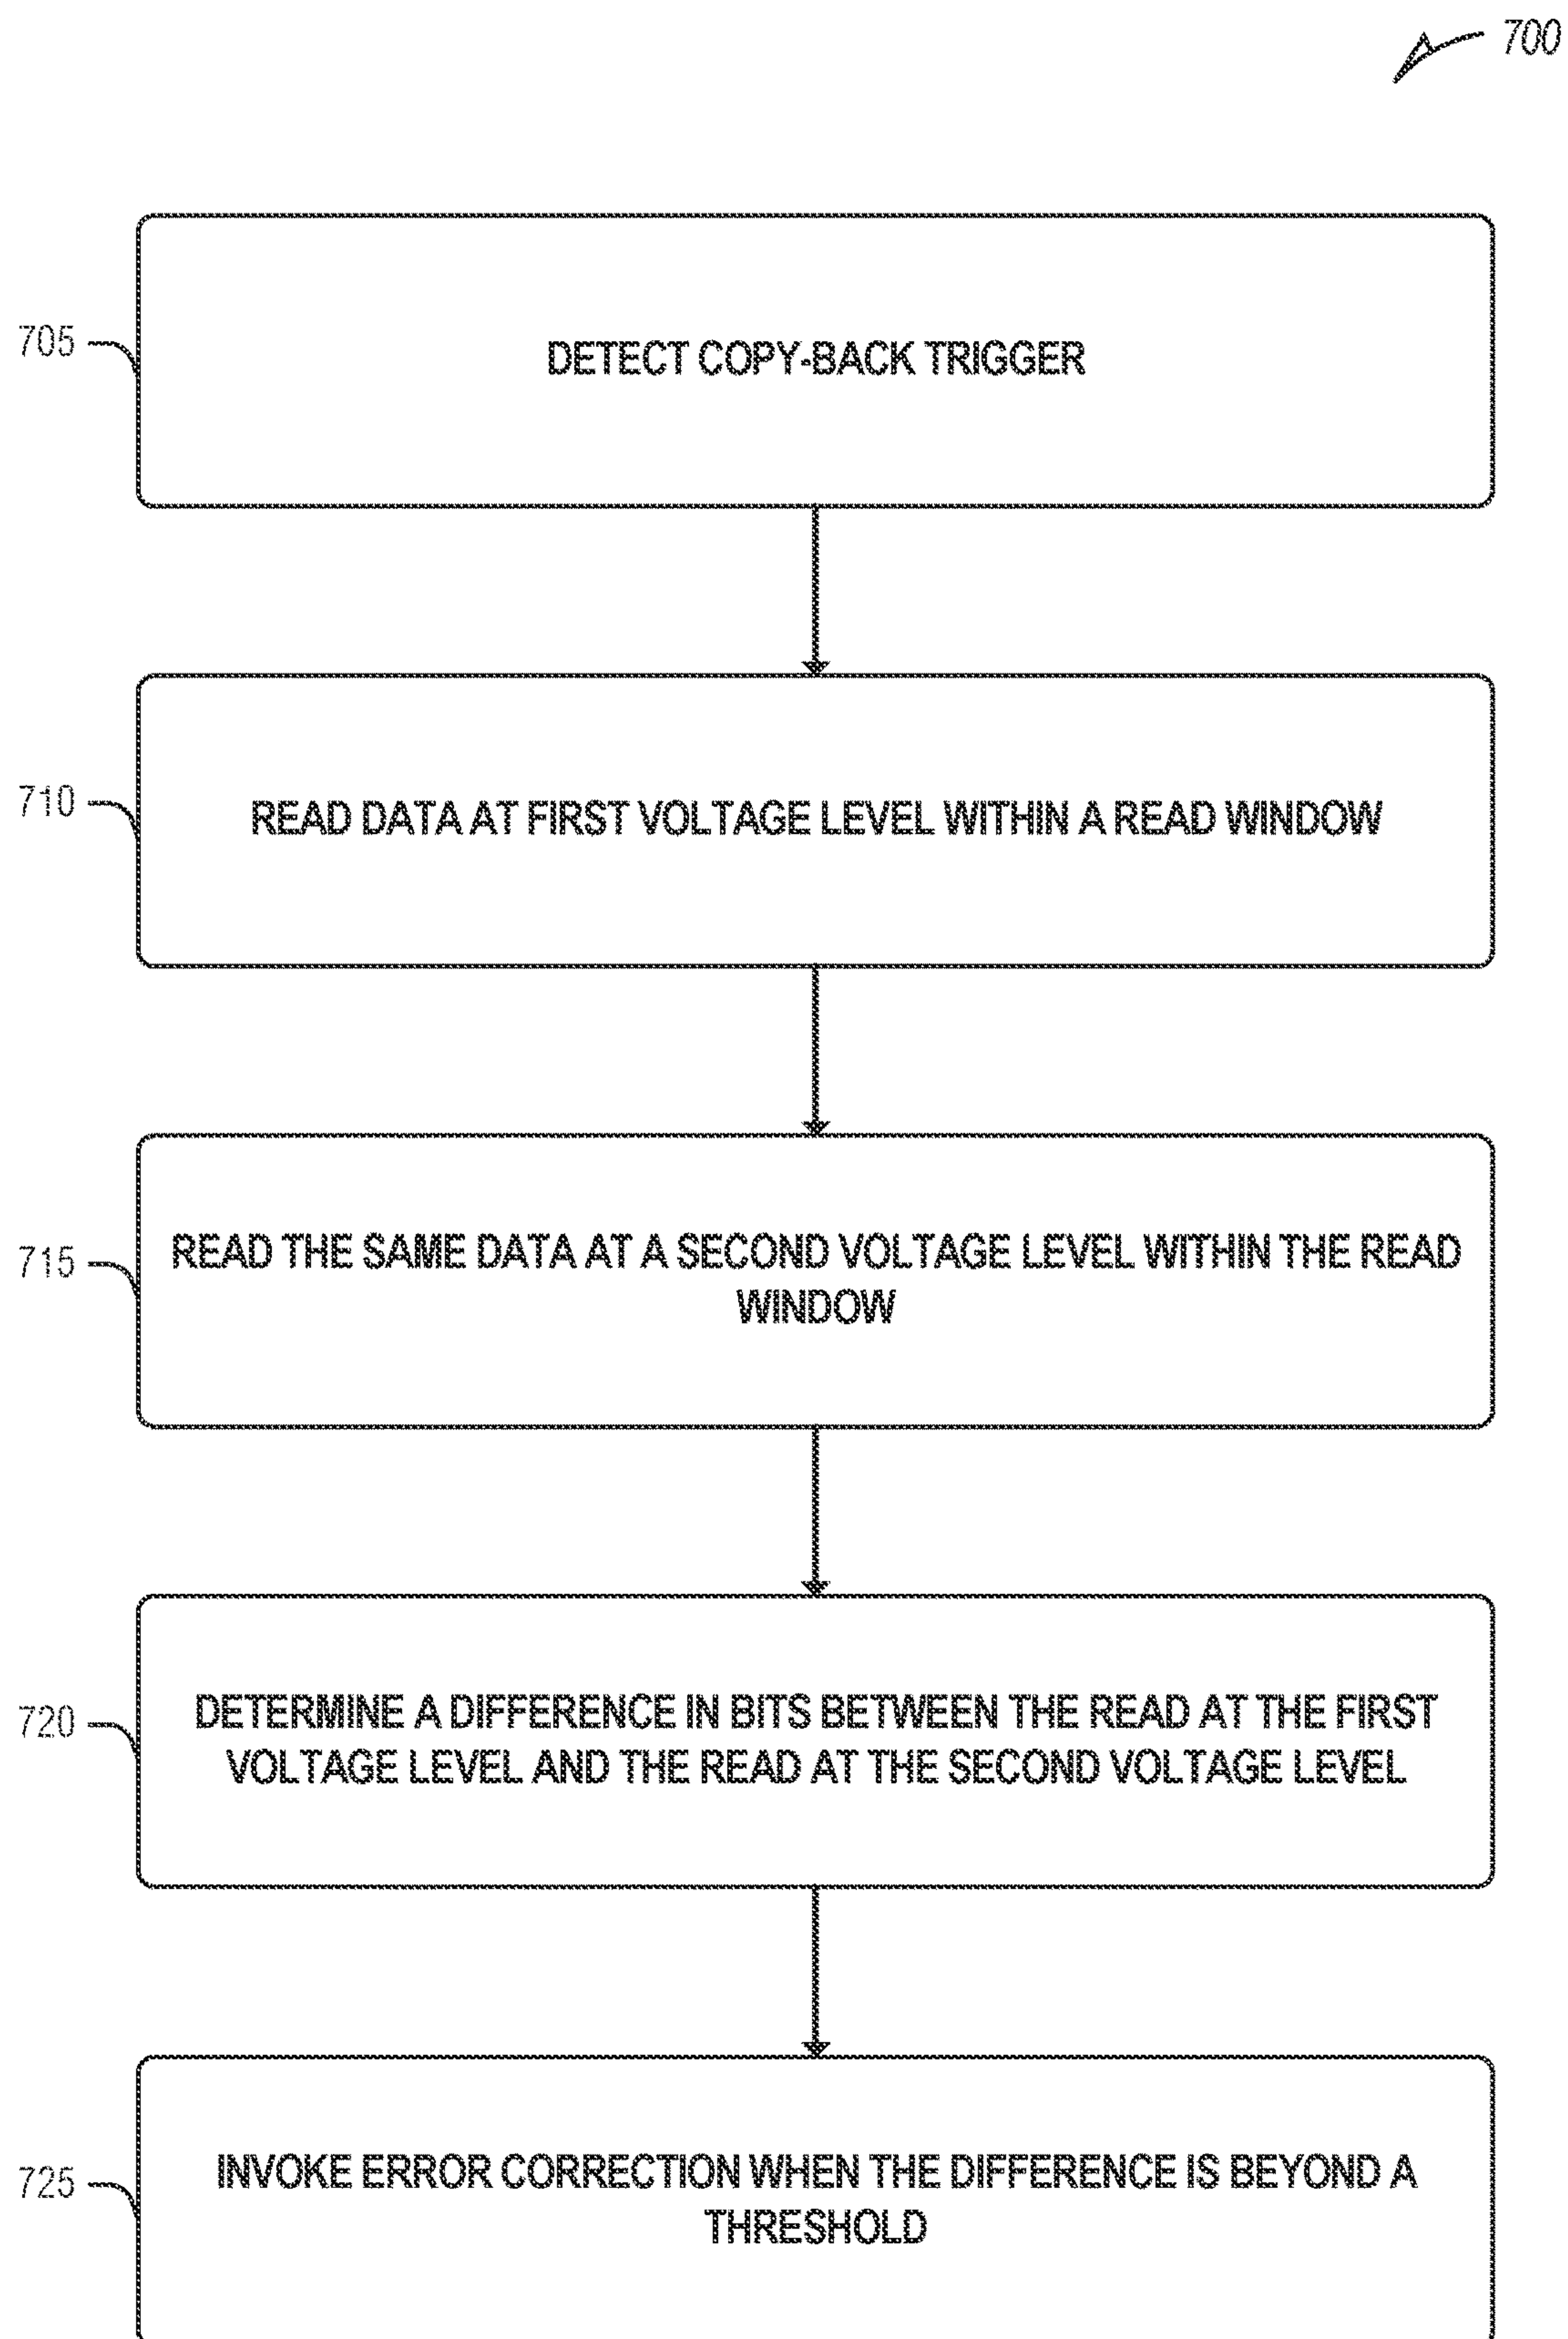 700
705
DETECT COPY-BACK TRIGGER
710
READ DATA AT FIRST VOLTAGE LEVEL WITHIN A READ WINDOW
715
READ THE SAME DATA AT A SECOND VOLTAGE LEVEL WITHIN THE READ
WINDOW
720
DETERMINE A DIFFERENCE IN BITS BETWEEN THE READ AT THE FIRST
VOLTAGE LEVEL AND THE READ AT THE SECOND VOLTAGE LEVEL
725
INVOKE ERROR CORRECTION WHEN THE DIFFERENCE IS BEYOND A
THRESHOLD